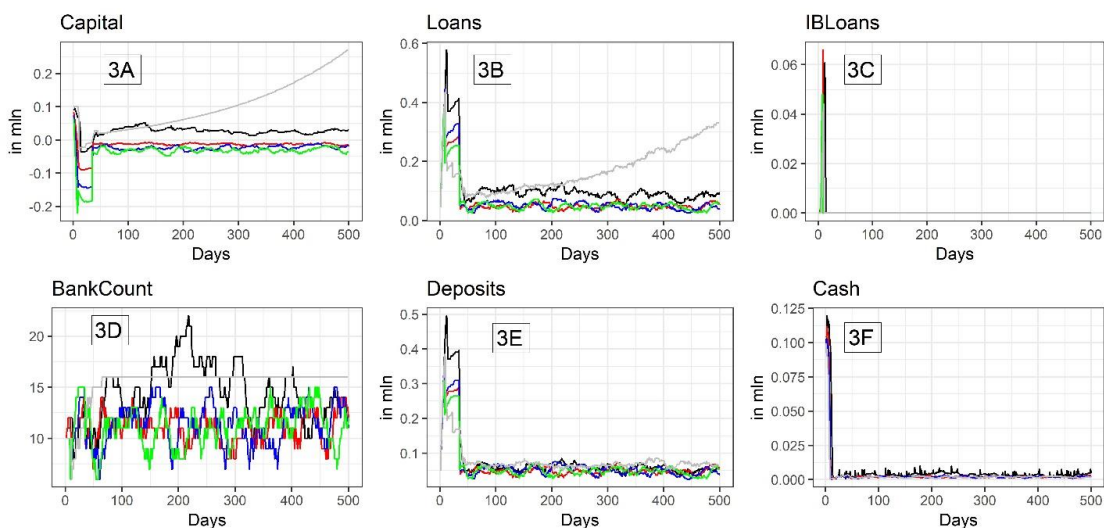 Capital
3A
in mln
0.2
0.1
0.0
-0.1
-0.2
0 100 200 300 400 500
Days
Loans
3B
in mln
0.6
0.4
0.2
0.0
0 100 200 300 400 500
Days
IBLoans
3C
in mln
0.06
0.04
0.02
0.00
0 100 200 300 400 500
Days
BankCount
3D
20
15
10
0 100 200 300 400 500
Days
Deposits
3E
in mln
0.5
0.4
0.3
0.2
0.1
0 100 200 300 400 500
Days
Cash
3F
in mln
0.125
0.100
0.075
0.050
0.025
0.000
0 100 200 300 400 500
Days